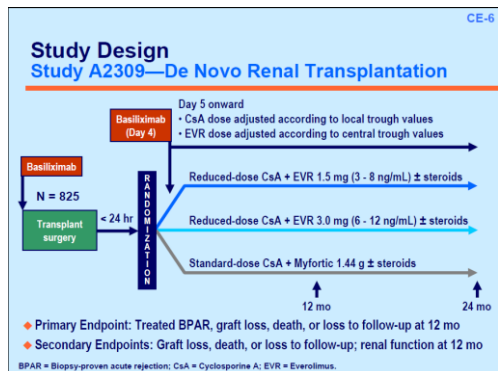 CE-6
Study Design
Study A2309—De Novo Renal Transplantation
Basiliximab
(Day 4)
Day 5 onward
• CsA dose adjusted according to local trough values
• EVR dose adjusted according to central trough values
Basiliximab
N = 825
Transplant
surgery
< 24 hr
RANDOMIZATION
Reduced-dose CsA + EVR 1.5 mg (3 - 8 ng/mL) ± steroids
Reduced-dose CsA + EVR 3.0 mg (6 - 12 ng/mL) ± steroids
Standard-dose CsA + Myfortic 1.44 g ± steroids
12 mo
24 mo
◆ Primary Endpoint: Treated BPAR, graft loss, death, or loss to follow-up at 12 mo
◆ Secondary Endpoints: Graft loss, death, or loss to follow-up; renal function at 12 mo
BPAR = Biopsy-proven acute rejection; CsA = Cyclosporine A; EVR = Everolimus.